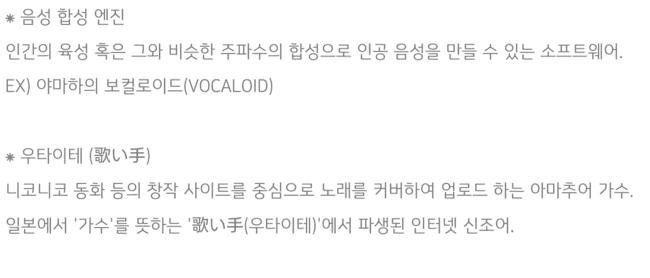 ⁕ 음성 합성 엔진
인간의 육성 혹은 그와 비슷한 주파수의 합성으로 인공 음성을 만들 수 있는 소프트웨어.
EX) 야마하의 보컬로이드(VOCALOID)
⁕ 우타이테 (歌い手)
니코니코 동화 등의 창작 사이트를 중심으로 노래를 커버하여 업로드 하는 아마추어 가수.
일본에서 '가수'를 뜻하는 '歌い手(우타이테)'에서 파생된 인터넷 신조어.